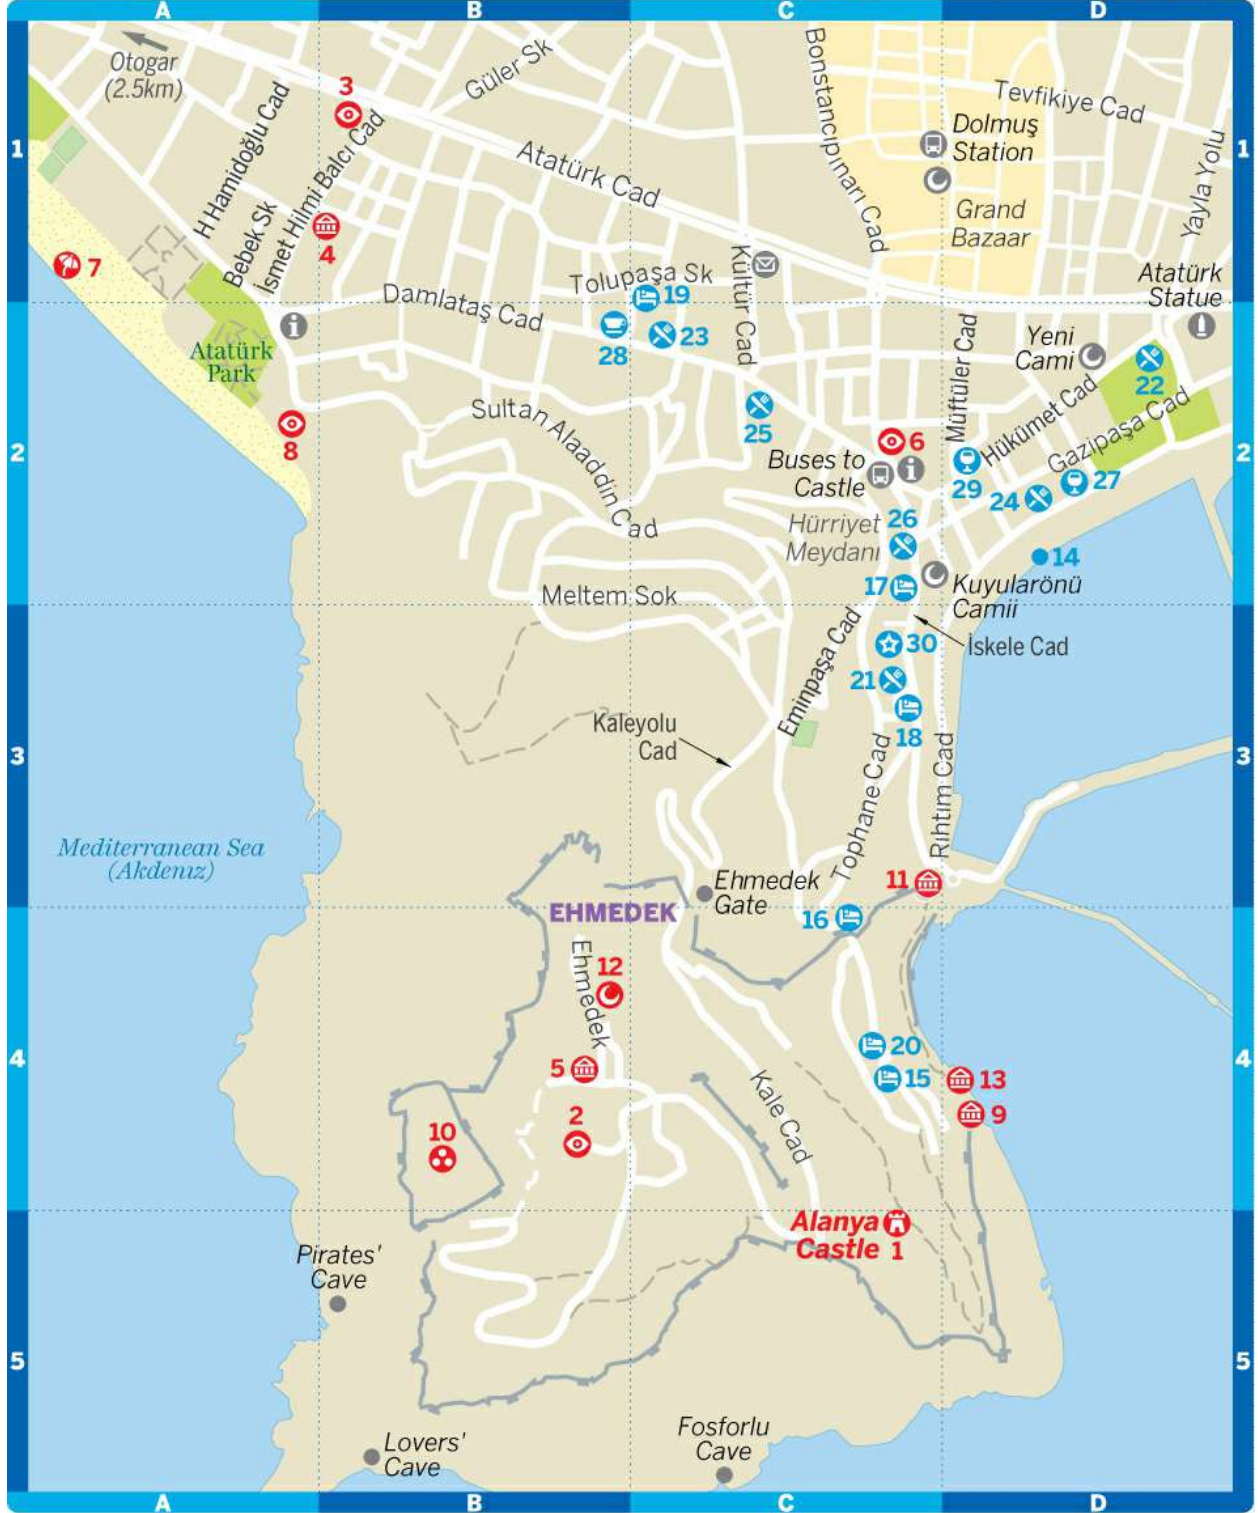 A B C D
Otogar
(2.5km)
Güler Sk
Bonstancıpınarı Cad
Tevfikiye Cad
3
H Hamidoğlu Cad
1
Dolmuş
Station
1
İsmet Hilmi Balcı Cad
Atatürk Cad
Yayla Yolu
Bebek Sk
4
Grand
Bazaar
7
Kültür Cad
Tolupaşa Sk
Atatürk
Statue
19
Damlataş Cad
23
28
Atatürk
Park
Müftüler Cad
Yeni
Cami
22
Hükümet Cad
Gazipaşa Cad
Sultan Alaaddin Cad
25
6
8
2
2
Buses to
Castle
29
24
27
Hürriyet
Meydanı
26
14
17
Kuyularönü
Camii
Meltem Sok
Eminpaşa Cad
30
İskele Cad
21
Kaleyolu
Cad
18
3
3
Tophane Cad
Rıhtım Cad
Mediterranean Sea
(Akdenız)
Ehmedek
Gate
11
EHMEDEK
16
Ehmedek
12
20
4
4
5
15
13
Kale Cad
2
9
10
Alanya
Castle 1
Pirates'
Cave
5
5
Fosforlu
Cave
Lovers'
Cave
A B C D